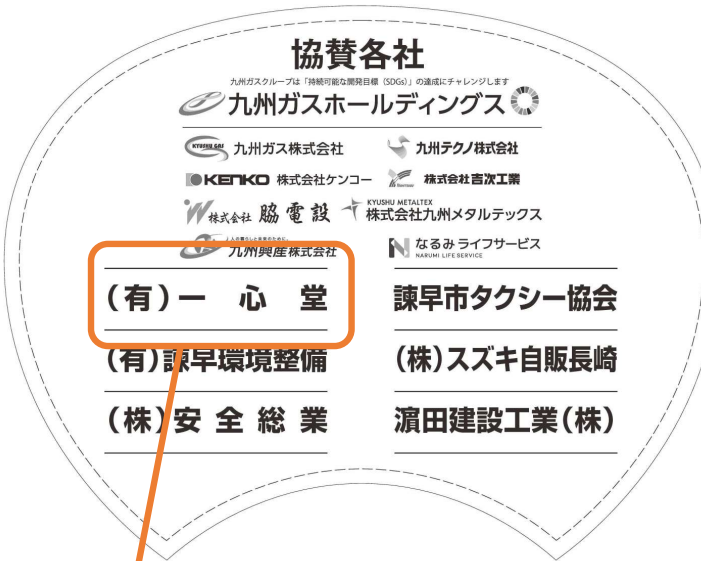 協賛各社
九州ガスグループは「持続可能な開発目標（SDGs）」の達成にチャレンジします
九州ガスホールディングス
KYUSHU GAS 九州ガス株式会社
九州テクノ株式会社
KENKO 株式会社ケンコー
株式会社吉次工業
株式会社 脇電設
KYUSHU METALTEX
株式会社九州メタルテックス
九州興産株式会社
なるみライフサービス
NARUMI LIFE SERVICE
(有)一心堂
諫早市タクシー協会
(有)諫早環境整備
(株)スズキ自販長崎
(株)安全総業
濵田建設工業(株)